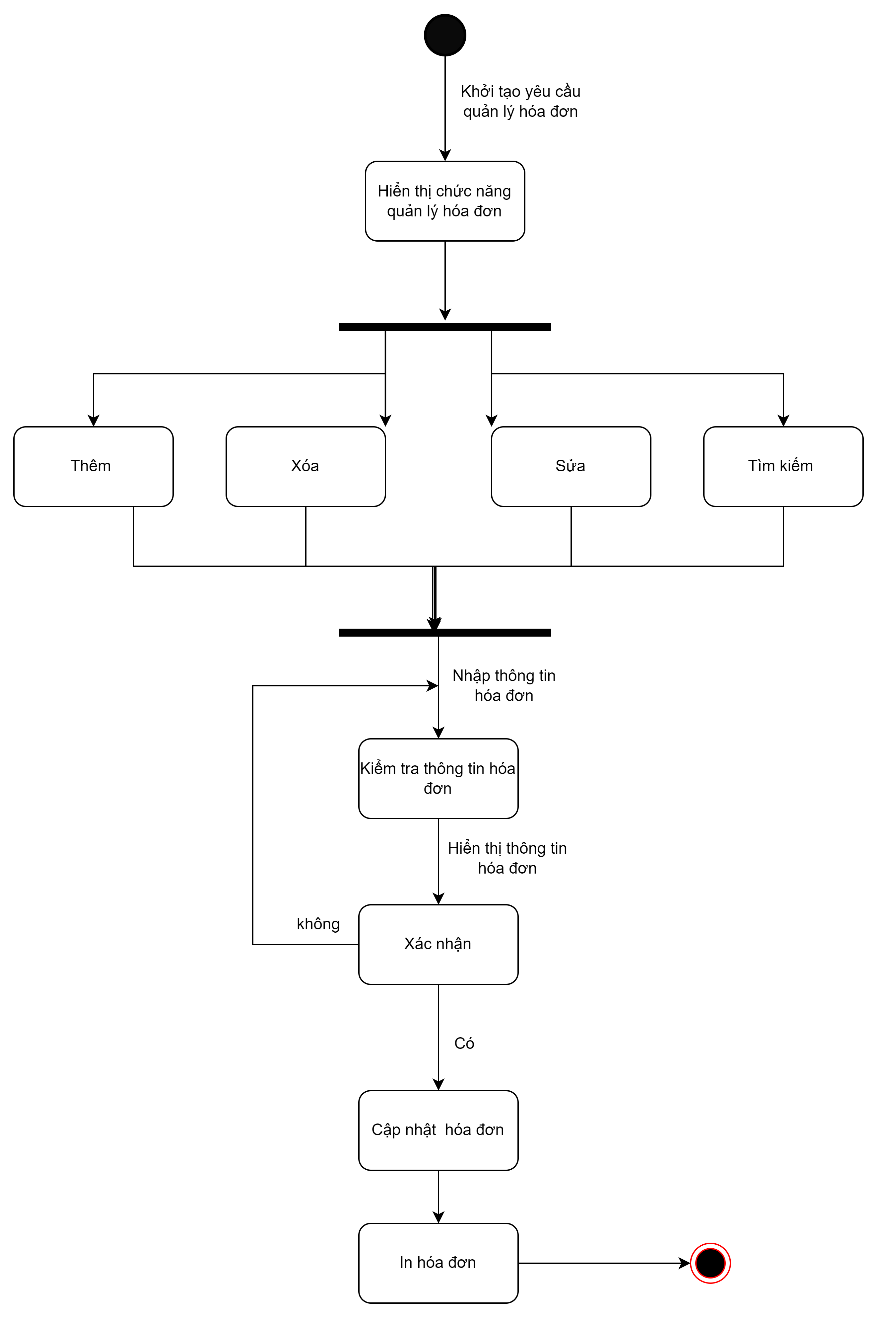 Khởi tạo yêu cầu
quản lý hóa đơn
Hiển thị chức năng
quản lý hóa đơn
Thêm
Xóa
Sửa
Tìm kiếm
Nhập thông tin
hóa đơn
Kiểm tra thông tin hóa
đơn
Hiển thị thông tin
hóa đơn
không
Xác nhận
Có
Cập nhật hóa đơn
In hóa đơn